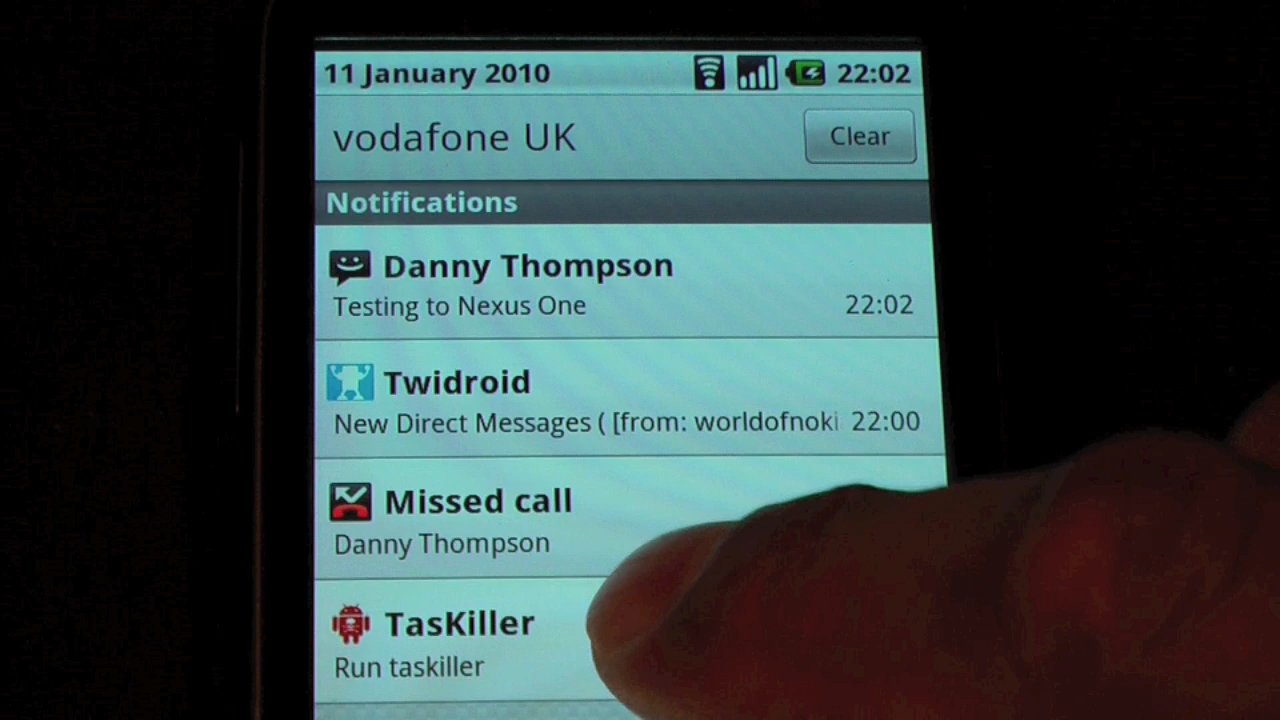 11 January 2010 22:02
vodafone UK Clear
Notifications
Danny Thompson
Testing to Nexus One 22:02
Twidroid
New Direct Messages ( [from: worldofnoki 22:00
Missed call
Danny Thompson
TasKiller
Run taskiller